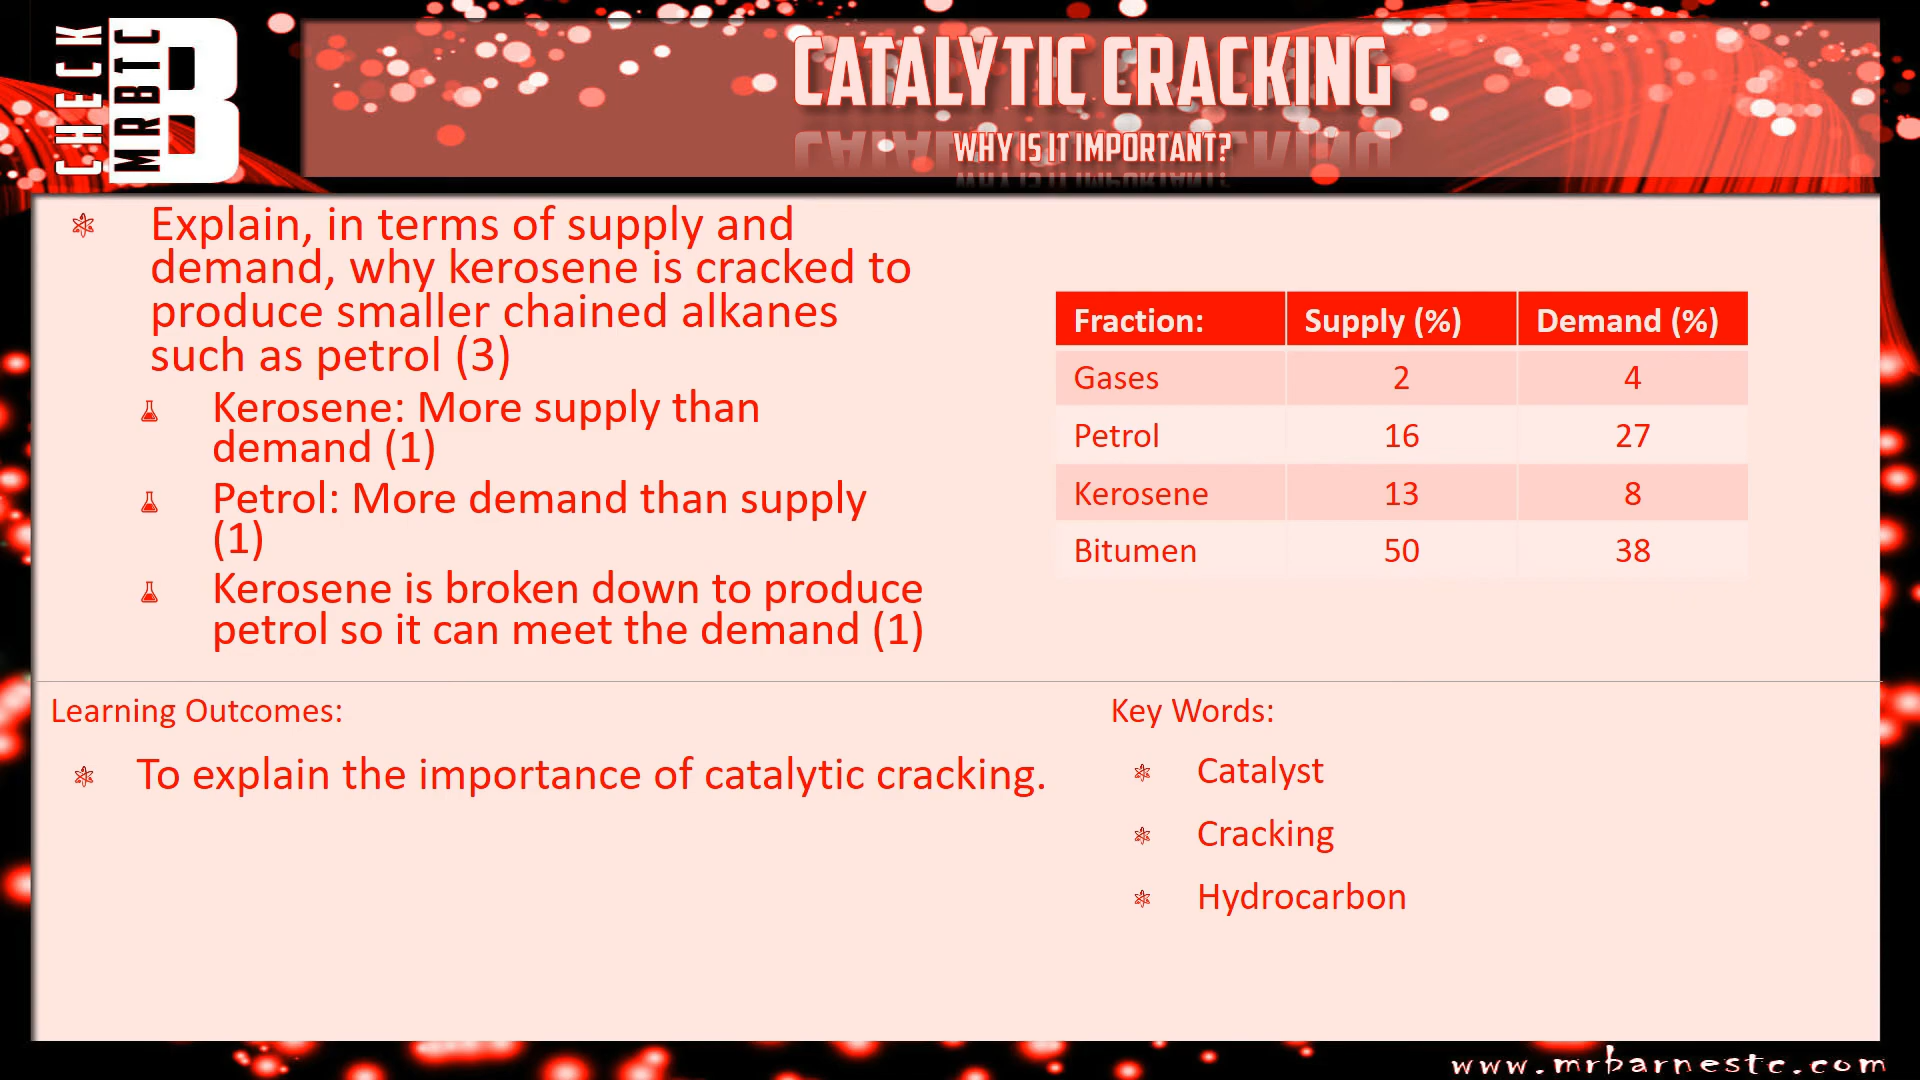 CHECK
MRBTC
B
CATALYTIC CRACKING
WHY IS IT IMPORTANT?
Explain, in terms of supply and
demand, why kerosene is cracked to
produce smaller chained alkanes
such as petrol (3)
Kerosene: More supply than
demand (1)
Petrol: More demand than supply
(1)
Kerosene is broken down to produce
petrol so it can meet the demand (1)
Fraction: Supply (%) Demand (%)
Gases 2 4
Petrol 16 27
Kerosene 13 8
Bitumen 50 38
Learning Outcomes:
To explain the importance of catalytic cracking.
Key Words:
Catalyst
Cracking
Hydrocarbon
www.mrbarnestc.com